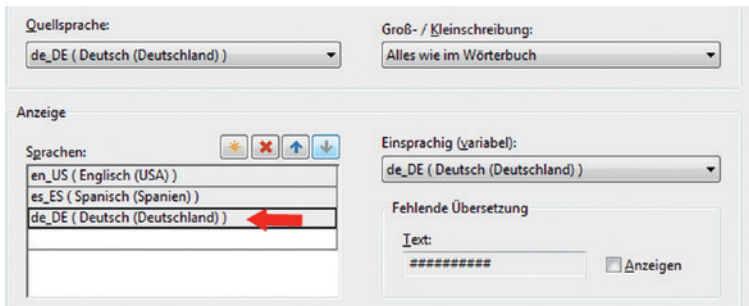 Quellsprache:
de_DE ( Deutsch (Deutschland) )
Groß- / Kleinschreibung:
Alles wie im Wörterbuch
Anzeige
Sprachen:
en_US ( Englisch (USA) )
es_ES ( Spanisch (Spanien) )
de_DE ( Deutsch (Deutschland) )
Einsprachig (variabel):
de_DE ( Deutsch (Deutschland) )
Fehlende Übersetzung
Text:
##########
Anzeigen